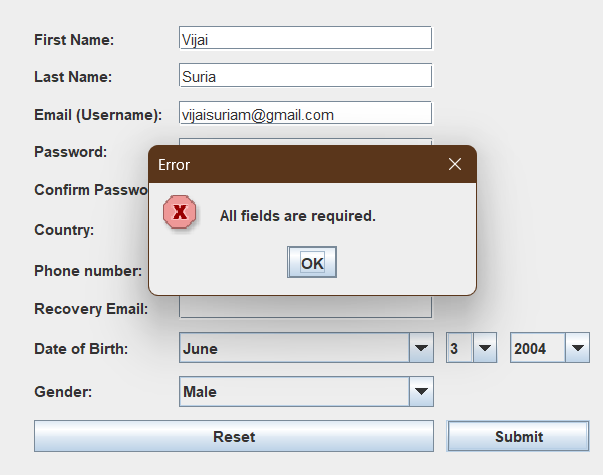 First Name: Vijai
Last Name: Suria
Email (Username): vijaisuriam@gmail.com
Password:
Error
Confirm Passwo
All fields are required.
Country:
OK
Phone number:
Recovery Email:
Date of Birth: June 3 2004
Gender: Male
Reset Submit